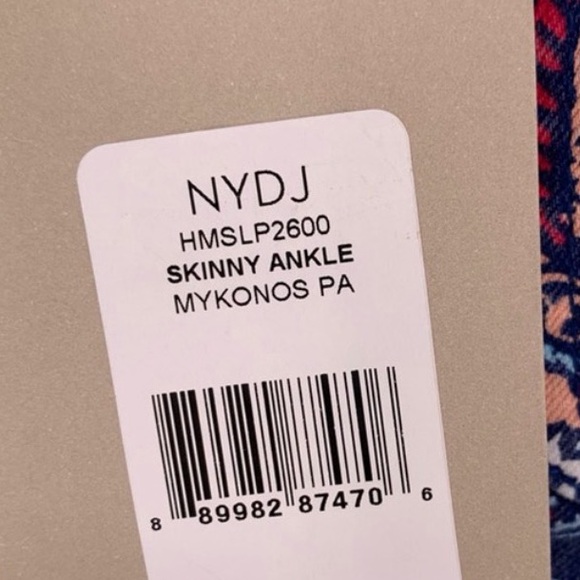 NYDJ
HMSLP2600
SKINNY ANKLE
MYKONOS PA
8 89982 87470 6